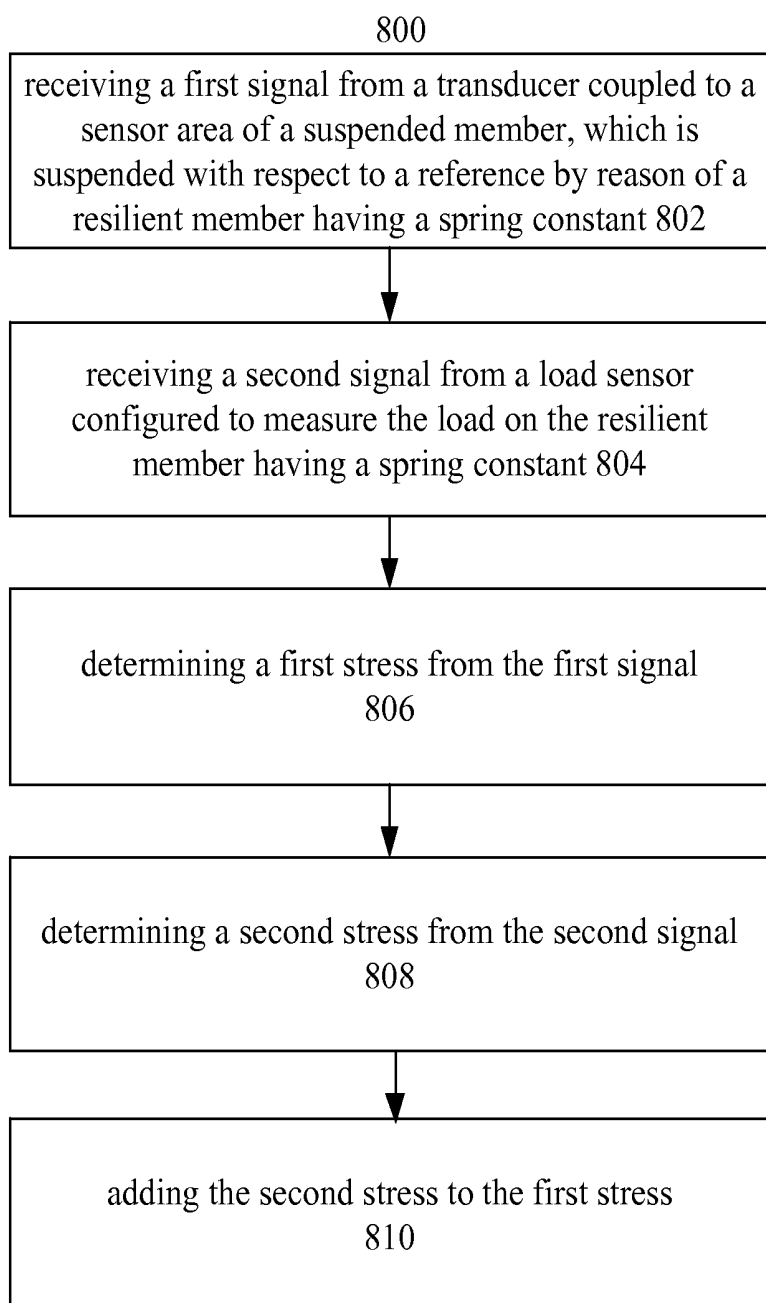 800
receiving a first signal from a transducer coupled to a
sensor area of a suspended member, which is
suspended with respect to a reference by reason of a
resilient member having a spring constant 802
receiving a second signal from a load sensor
configured to measure the load on the resilient
member having a spring constant 804
determining a first stress from the first signal
806
determining a second stress from the second signal
808
adding the second stress to the first stress
810